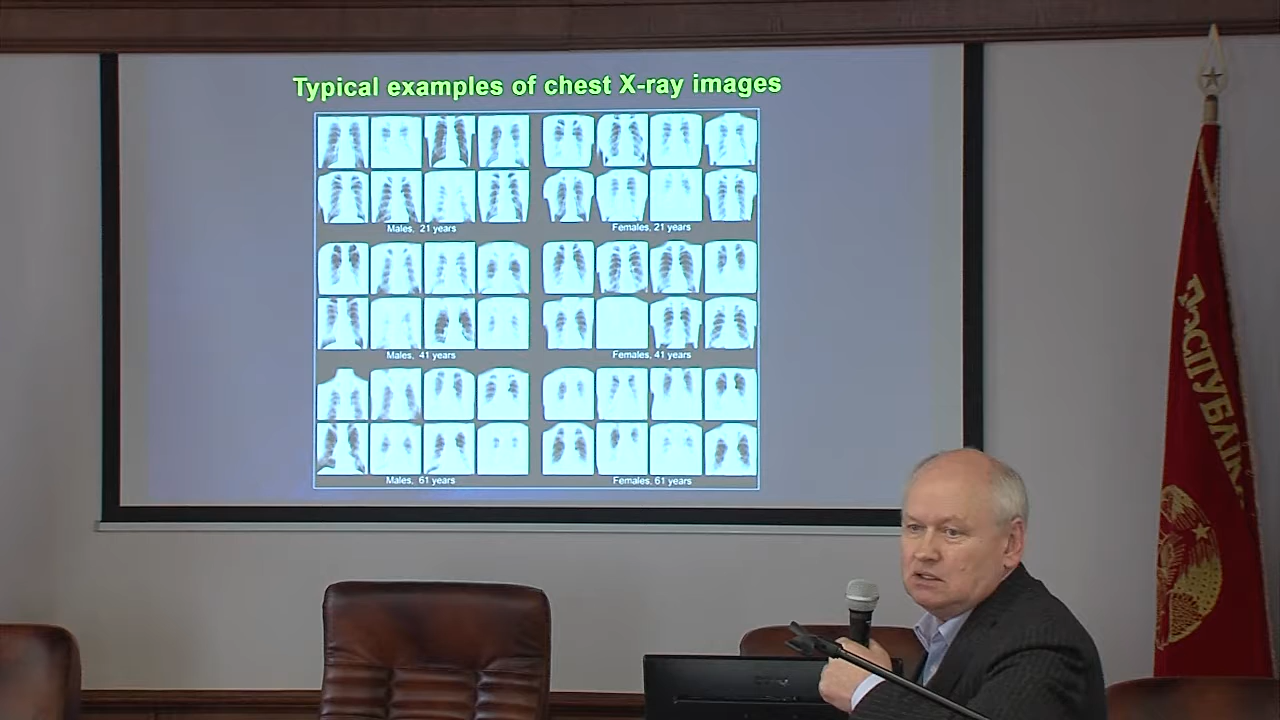 Typical examples of chest X-ray images
Males, 21 years
Females, 21 years
Males, 41 years
Females, 41 years
Males, 61 years
Females, 61 years